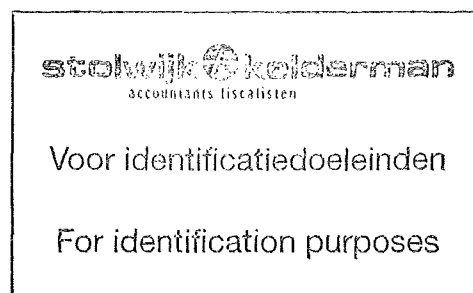 stolwijk kelderman
accountants fiscalisten
Voor identificatiedoeleinden
For identification purposes